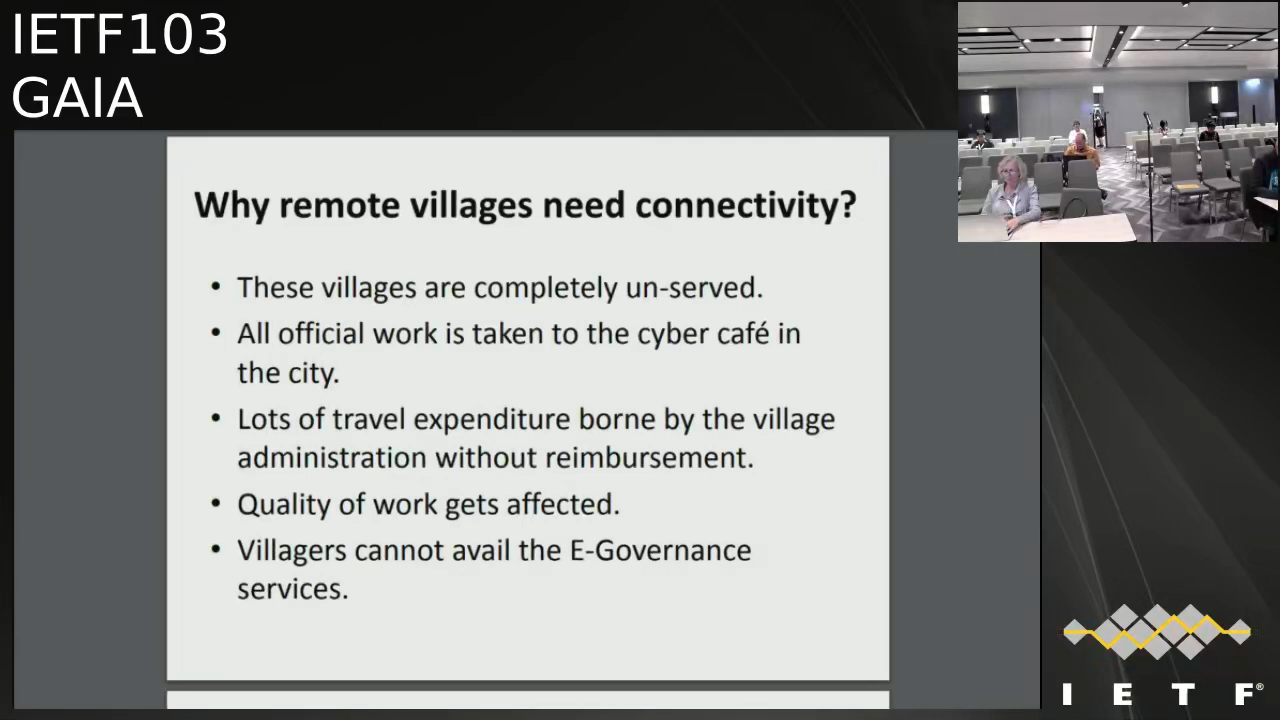 IETF103
GAIA
Why remote villages need connectivity?
• These villages are completely un-served.
• All official work is taken to the cyber café in
the city.
• Lots of travel expenditure borne by the village
administration without reimbursement.
• Quality of work gets affected.
• Villagers cannot avail the E-Governance
services.
I E T F®